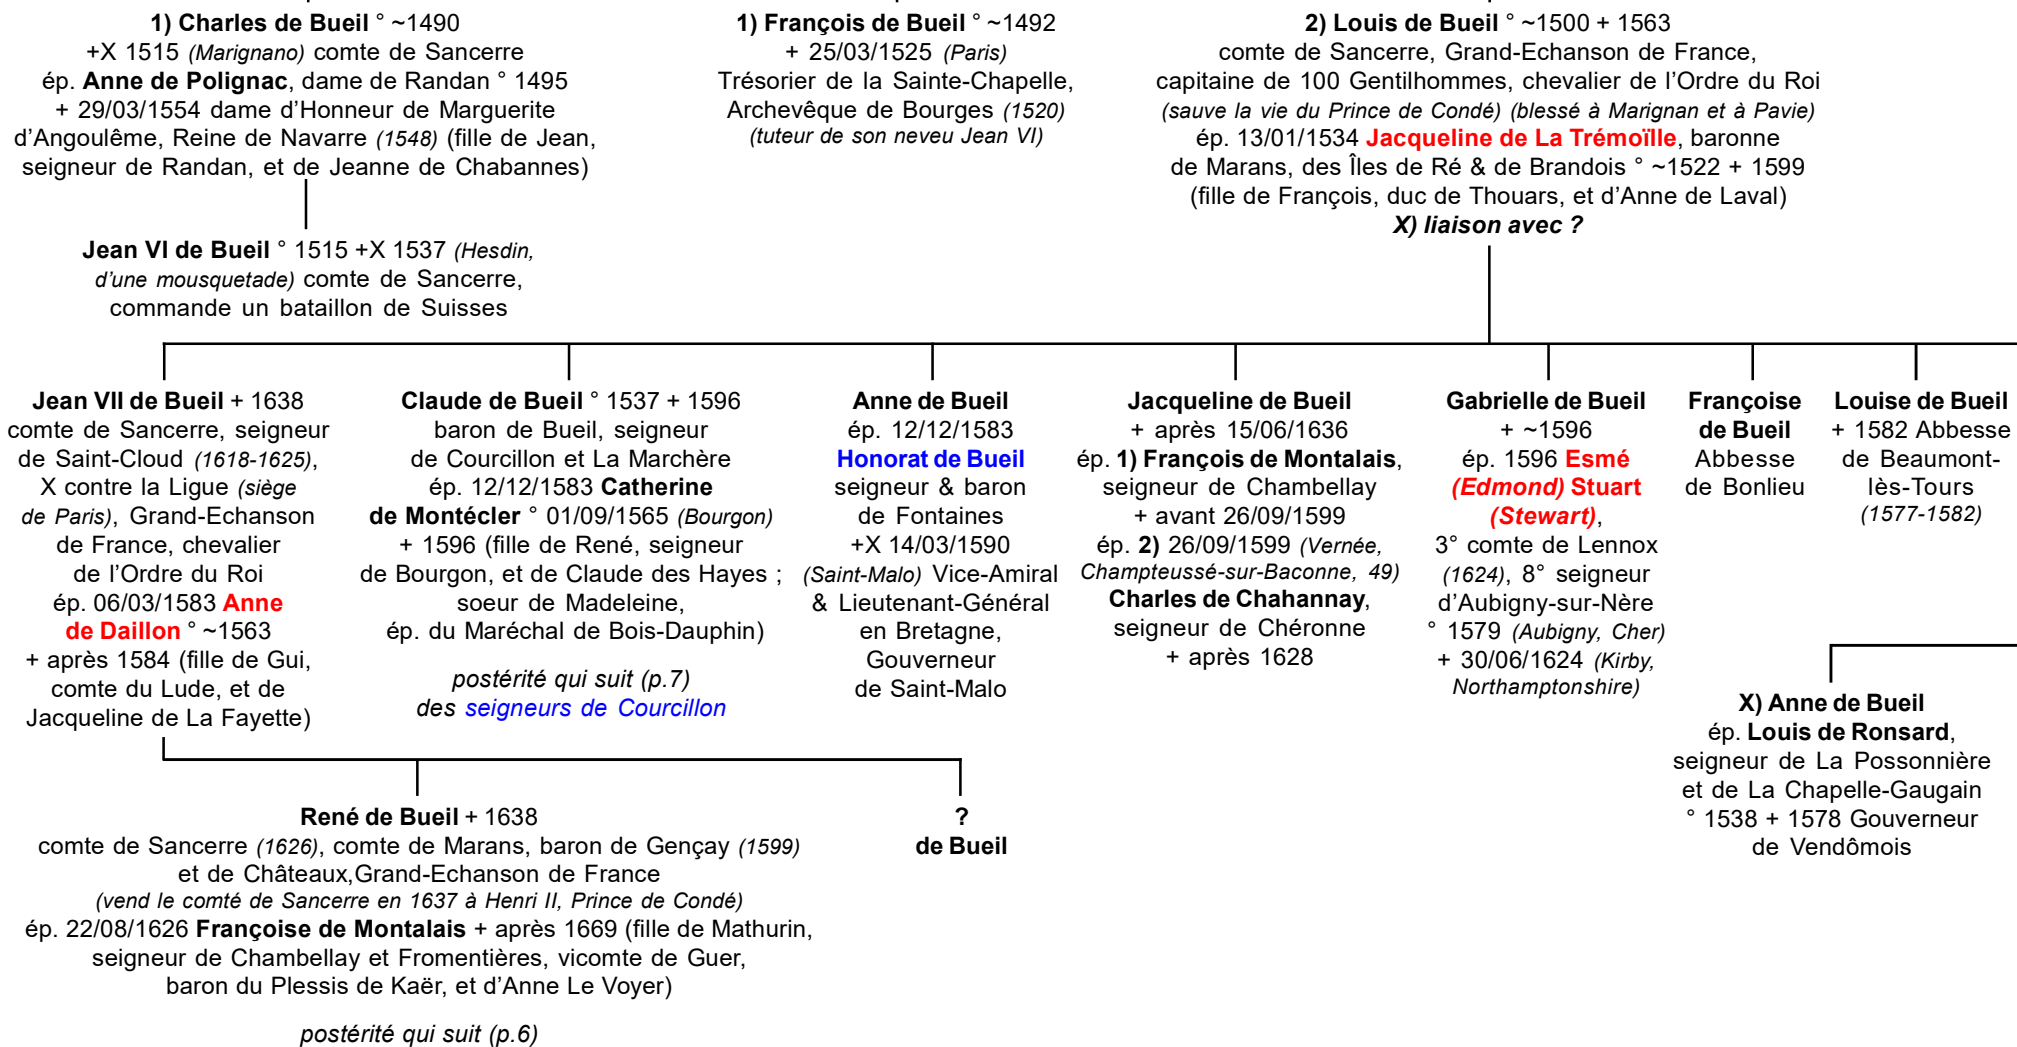 1) Charles de Bueil ° ~1490
+X 1515 (Marignano) comte de Sancerre
ép. Anne de Polignac, dame de Randan ° 1495
+ 29/03/1554 dame d’Honneur de Marguerite
d’Angoulême, Reine de Navarre (1548) (fille de Jean,
seigneur de Randan, et de Jeanne de Chabannes)
1) François de Bueil ° ~1492
+ 25/03/1525 (Paris)
Trésorier de la Sainte-Chapelle,
Archevêque de Bourges (1520)
(tuteur de son neveu Jean VI)
2) Louis de Bueil ° ~1500 + 1563
comte de Sancerre, Grand-Echanson de France,
capitaine de 100 Gentilhommes, chevalier de l’Ordre du Roi
(sauve la vie du Prince de Condé) (blessé à Marignan et à Pavie)
ép. 13/01/1534 Jacqueline de La Trémoïlle, baronne
de Marans, des Îles de Ré & de Brandois ° ~1522 + 1599
(fille de François, duc de Thouars, et d’Anne de Laval)
X) liaison avec ?
Jean VI de Bueil ° 1515 +X 1537 (Hesdin,
d’une mousquetade) comte de Sancerre,
commande un bataillon de Suisses
Jean VII de Bueil + 1638
comte de Sancerre, seigneur
de Saint-Cloud (1618-1625),
X contre la Ligue (siège
de Paris), Grand-Echanson
de France, chevalier
de l’Ordre du Roi
ép. 06/03/1583 Anne
de Daillon ° ~1563
+ après 1584 (fille de Gui,
comte du Lude, et de
Jacqueline de La Fayette)
Claude de Bueil ° 1537 + 1596
baron de Bueil, seigneur
de Courcillon et La Marchère
ép. 12/12/1583 Catherine
de Montécler ° 01/09/1565 (Bourgon)
+ 1596 (fille de René, seigneur
de Bourgon, et de Claude des Hayes ;
soeur de Madeleine,
ép. du Maréchal de Bois-Dauphin)
postérité qui suit (p.7)
des seigneurs de Courcillon
Anne de Bueil
ép. 12/12/1583
Honorat de Bueil
seigneur & baron
de Fontaines
+X 14/03/1590
(Saint-Malo) Vice-Amiral
& Lieutenant-Général
en Bretagne,
Gouverneur
de Saint-Malo
Jacqueline de Bueil
+ après 15/06/1636
ép. 1) François de Montalais,
seigneur de Chambellay
+ avant 26/09/1599
ép. 2) 26/09/1599 (Vernée,
Champteussé-sur-Baconne, 49)
Charles de Chahannay,
seigneur de Chéronne
+ après 1628
Gabrielle de Bueil
+ ~1596
ép. 1596 Esmé
(Edmond) Stuart
(Stewart),
3° comte de Lennox
(1624), 8° seigneur
d’Aubigny-sur-Nère
° 1579 (Aubigny, Cher)
+ 30/06/1624 (Kirby,
Northamptonshire)
Françoise
de Bueil
Abbesse
de Bonlieu
Louise de Bueil
+ 1582 Abbesse
de Beaumont-
lès-Tours
(1577-1582)
X) Anne de Bueil
ép. Louis de Ronsard,
seigneur de La Possonnière
et de La Chapelle-Gaugain
° 1538 + 1578 Gouverneur
de Vendômois
René de Bueil + 1638
comte de Sancerre (1626), comte de Marans, baron de Gençay (1599)
et de Châteaux,Grand-Echanson de France
(vend le comté de Sancerre en 1637 à Henri II, Prince de Condé)
ép. 22/08/1626 Françoise de Montalais + après 1669 (fille de Mathurin,
seigneur de Chambellay et Fromentières, vicomte de Guer,
baron du Plessis de Kaër, et d’Anne Le Voyer)
postérité qui suit (p.6)
?
de Bueil